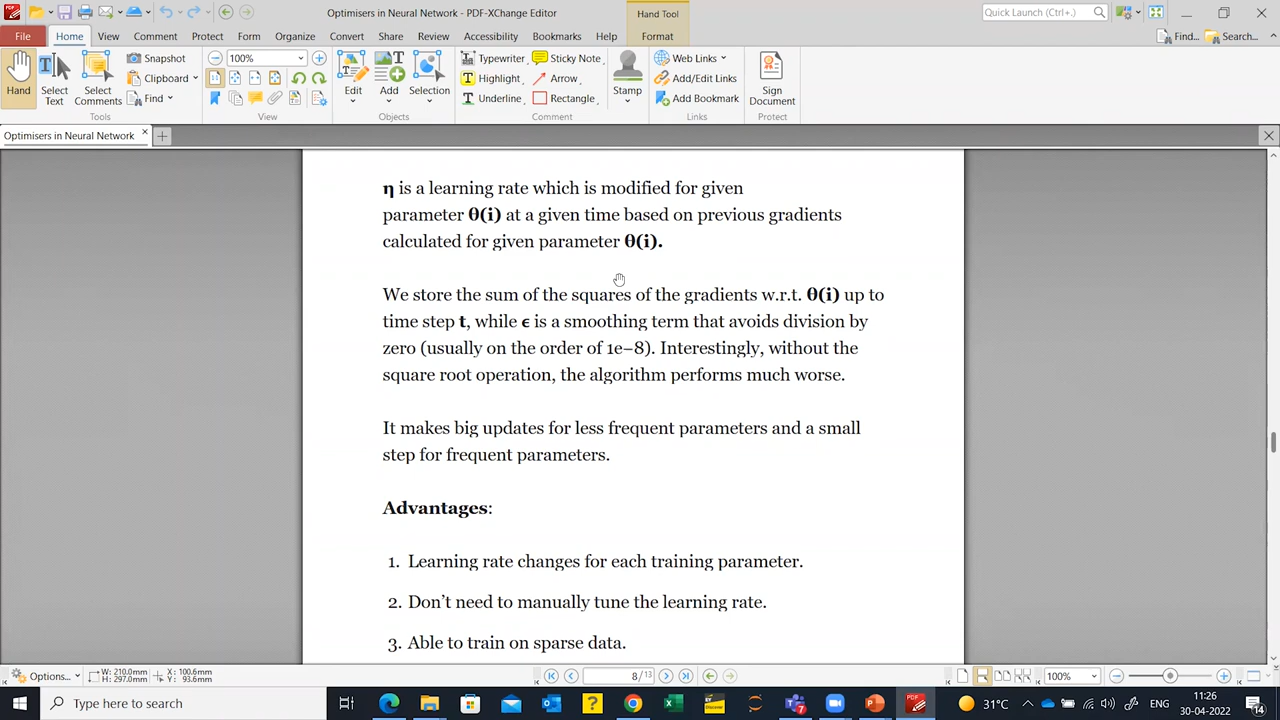 Optimisers in Neural Network - PDF-XChange Editor
Hand Tool
Quick Launch (Ctrl+.)
File Home View Comment Protect Form Organize Convert Share Review Accessibility Bookmarks Help Format
Find... Search...
Hand
Select Text
Select Comments
Snapshot
Clipboard
Find
Tools
100%
View
Edit
Add
Selection
Objects
Typewriter
Highlight
Underline
Sticky Note
Arrow
Rectangle
Stamp
Comment
Web Links
Add/Edit Links
Add Bookmark
Links
Sign Document
Protect
Optimisers in Neural Network
η is a learning rate which is modified for given
parameter θ(i) at a given time based on previous gradients
calculated for given parameter θ(i).
We store the sum of the squares of the gradients w.r.t. θ(i) up to
time step t, while ϵ is a smoothing term that avoids division by
zero (usually on the order of 1e−8). Interestingly, without the
square root operation, the algorithm performs much worse.
It makes big updates for less frequent parameters and a small
step for frequent parameters.
Advantages:
1. Learning rate changes for each training parameter.
2. Don’t need to manually tune the learning rate.
3. Able to train on sparse data.
Options...
W: 210.0mm
H: 297.0mm
X: 100.6mm
Y: 93.6mm
8 / 13
100%
Type here to search
31°C
ENG
11:26
30-04-2022
14